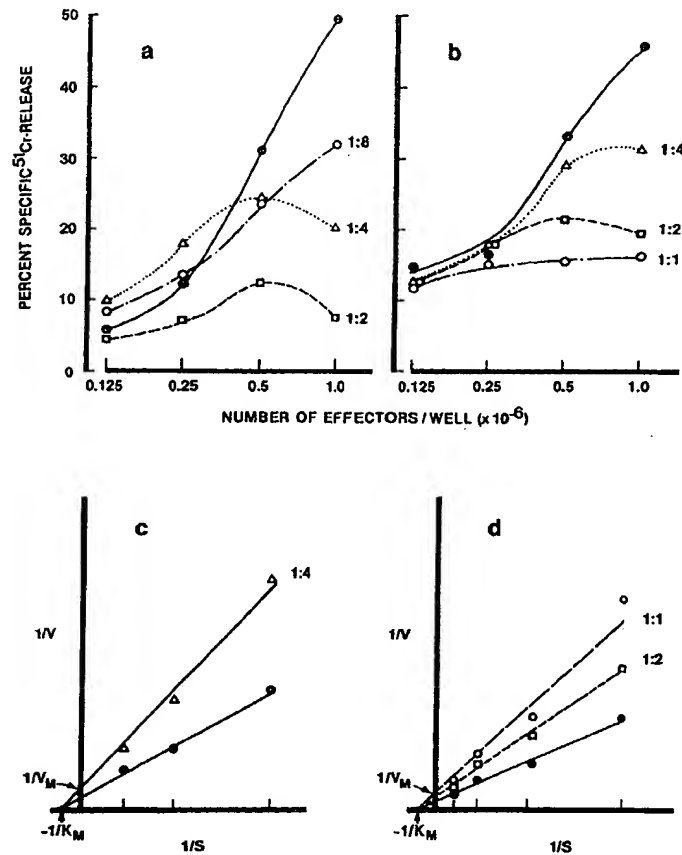 a
b
PERCENT SPECIFIC 51Cr-RELEASE
50
40
30
20
10
0
1:8
1:4
1:2
1:4
1:2
1:1
0.125
0.25
0.5
1.0
0.125
0.25
0.5
1.0
NUMBER OF EFFECTORS/WELL (x10-6)
c
d
1/V
1:4
1/VM
-1/KM
1/S
1/V
1:1
1:2
1/VM
-1/KM
1/S